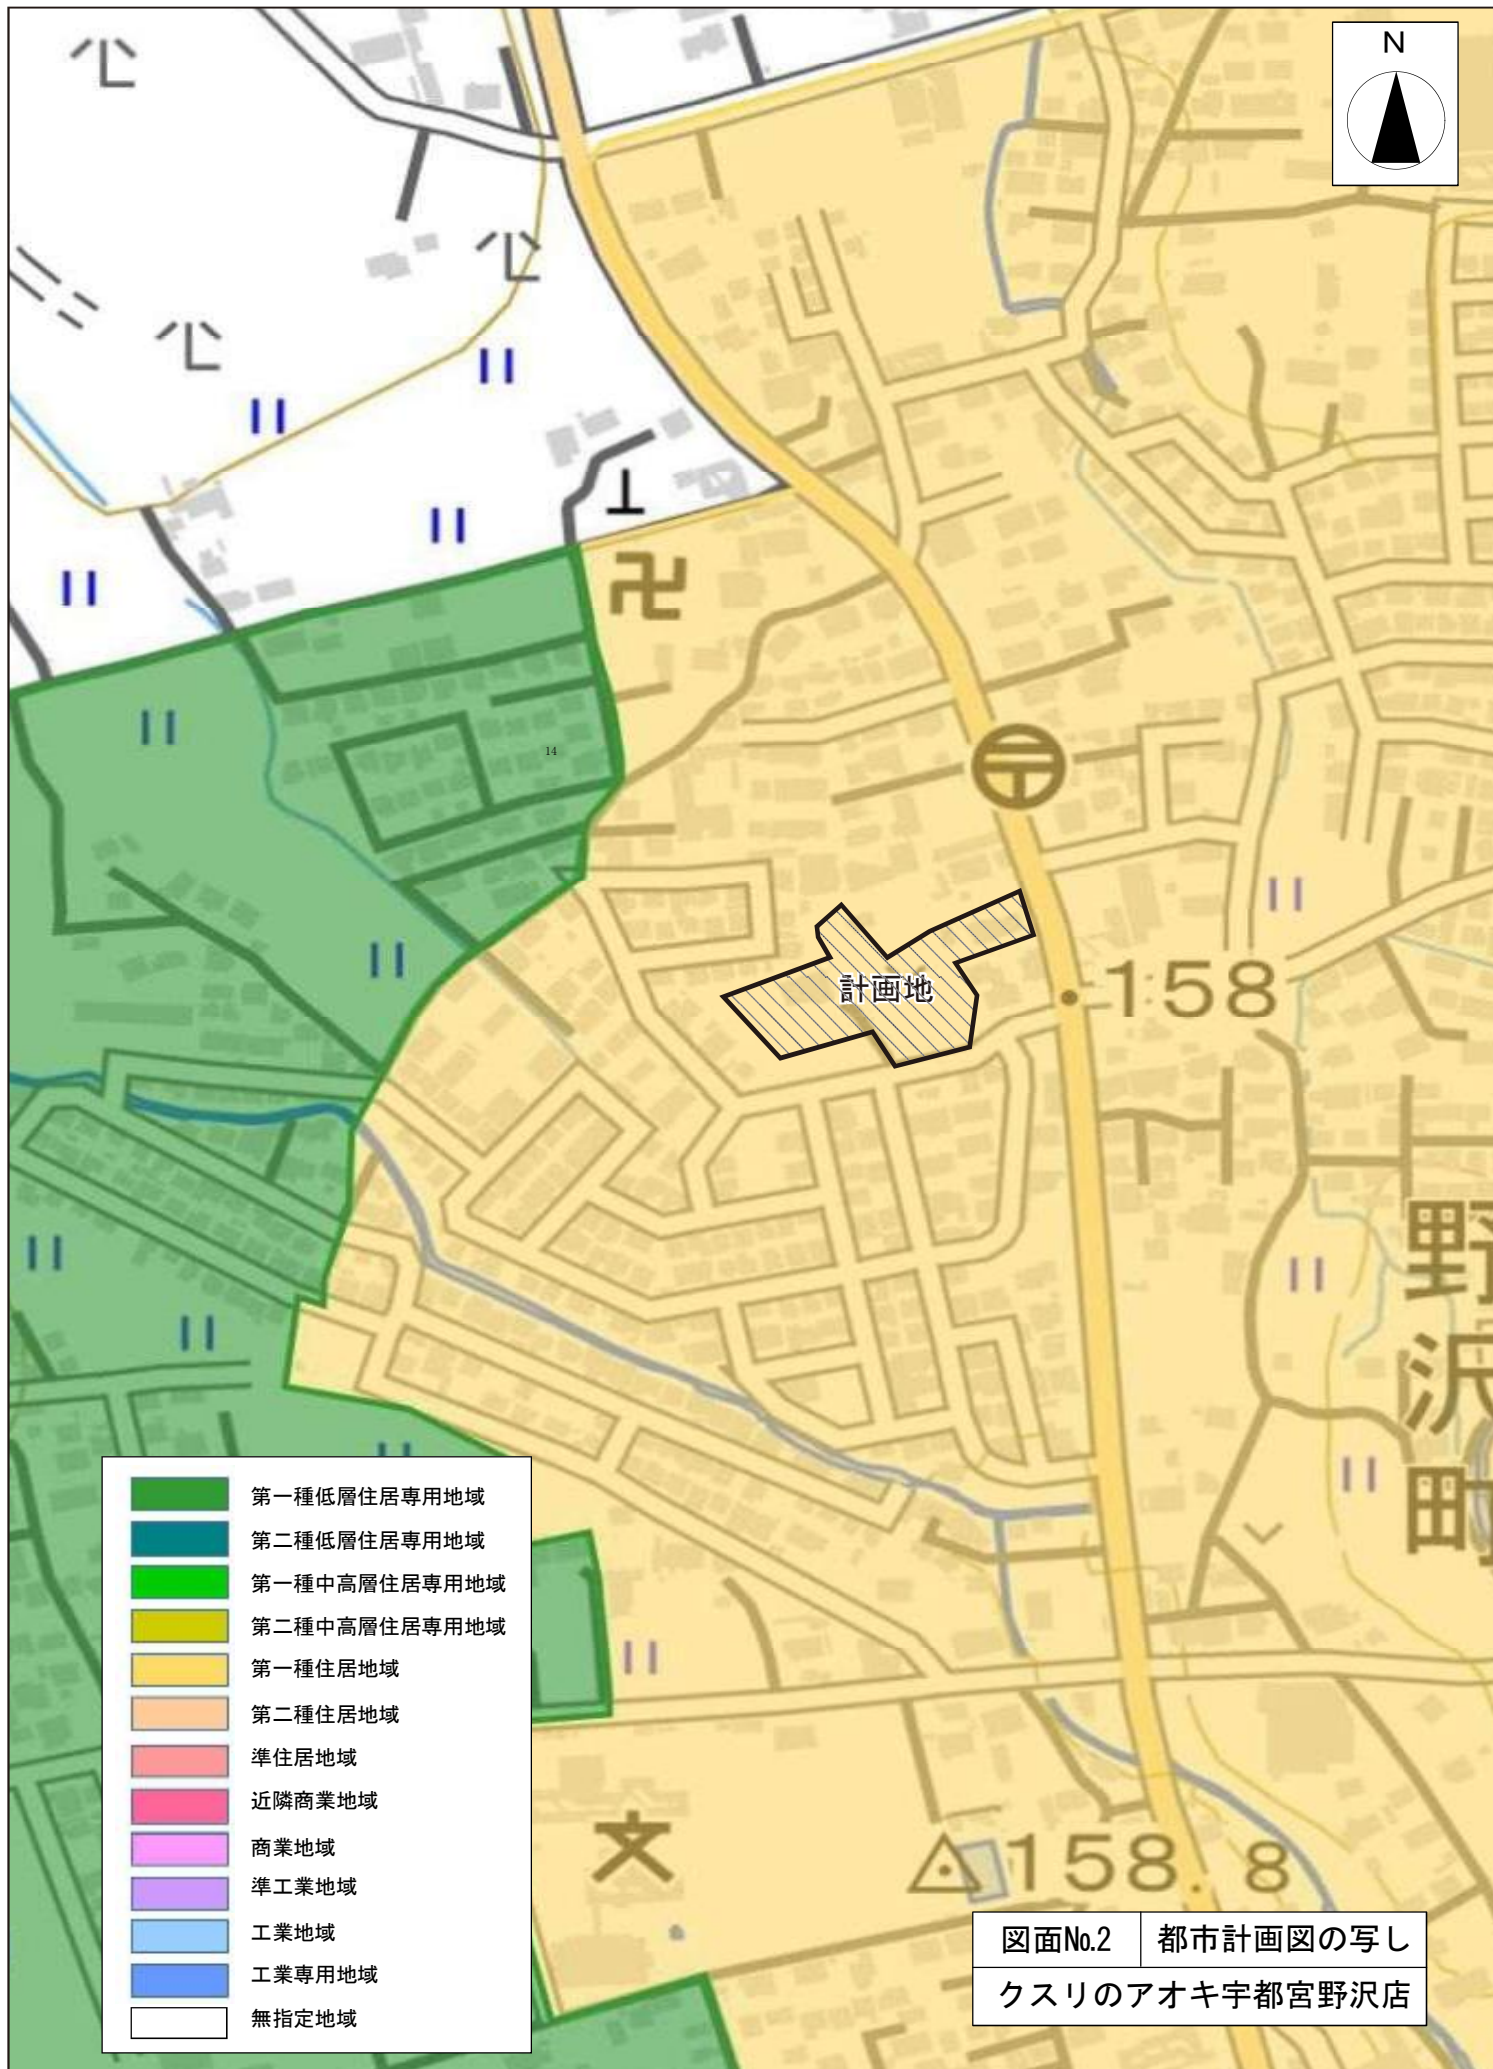 N
14
計画地
158
野沢町
158.8
第一種低層住居専用地域
第二種低層住居専用地域
第一種中高層住居専用地域
第二種中高層住居専用地域
第一種住居地域
第二種住居地域
準住居地域
近隣商業地域
商業地域
準工業地域
工業地域
工業専用地域
無指定地域
図面No.2 都市計画図の写し
クスリのアオキ宇都宮野沢店